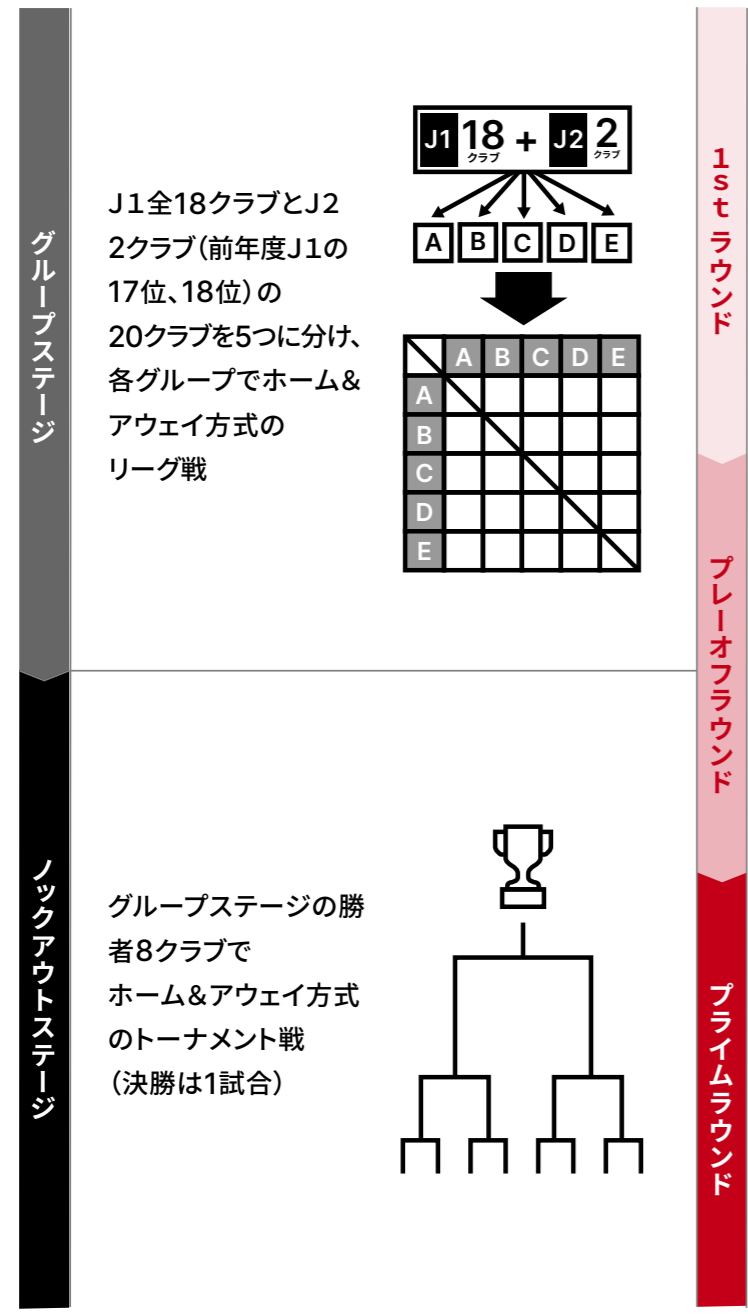 グループステージ
J1全18クラブとJ2
2クラブ（前年度J1の
17位、18位）の
20クラブを5つに分け、
各グループでホーム＆
アウェイ方式の
リーグ戦
J1 18 クラブ + J2 2 クラブ
A B C D E
A B C D E
A
B
C
D
E
1st ラウンド
プレーオフラウンド
ノックアウトステージ
グループステージの勝
者8クラブで
ホーム＆アウェイ方式
のトーナメント戦
（決勝は1試合）
プライムラウンド